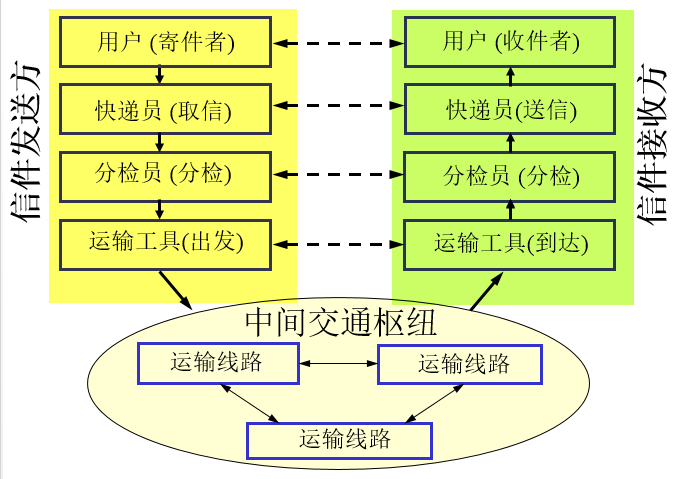 信件发送方
用户 (寄件者)
快递员 (取信)
分检员 (分检)
运输工具(出发)
用户 (收件者)
快递员(送信)
分检员 (分检)
运输工具(到达)
信件接收方
中间交通枢纽
运输线路
运输线路
运输线路